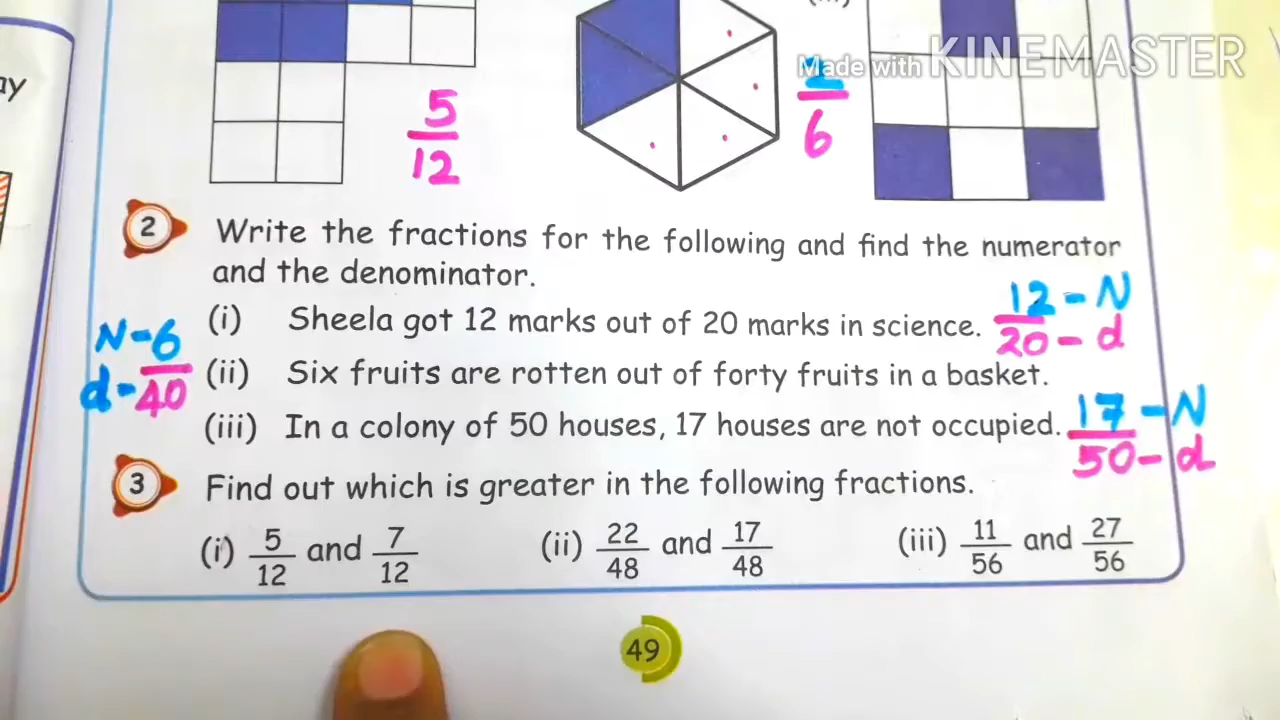 Made with KINEMASTER
5
12
6
2
Write the fractions for the following and find the numerator
and the denominator.
(i) Sheela got 12 marks out of 20 marks in science.
12 - N
20 - d
N - 6
d - 40
(ii) Six fruits are rotten out of forty fruits in a basket.
(iii) In a colony of 50 houses, 17 houses are not occupied.
17 - N
50 - d
3
Find out which is greater in the following fractions.
(i) 5/12 and 7/12 (ii) 22/48 and 17/48 (iii) 11/56 and 27/56
49